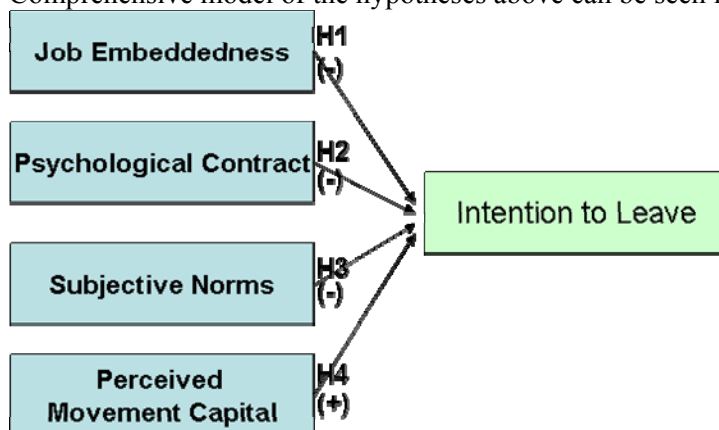 Comprehensive model of the hypotheses above can be seen
Job Embeddedness
H1
(-)
Psychological Contract
H2
(-)
Intention to Leave
Subjective Norms
H3
(-)
Perceived
Movement Capital
H4
(+)